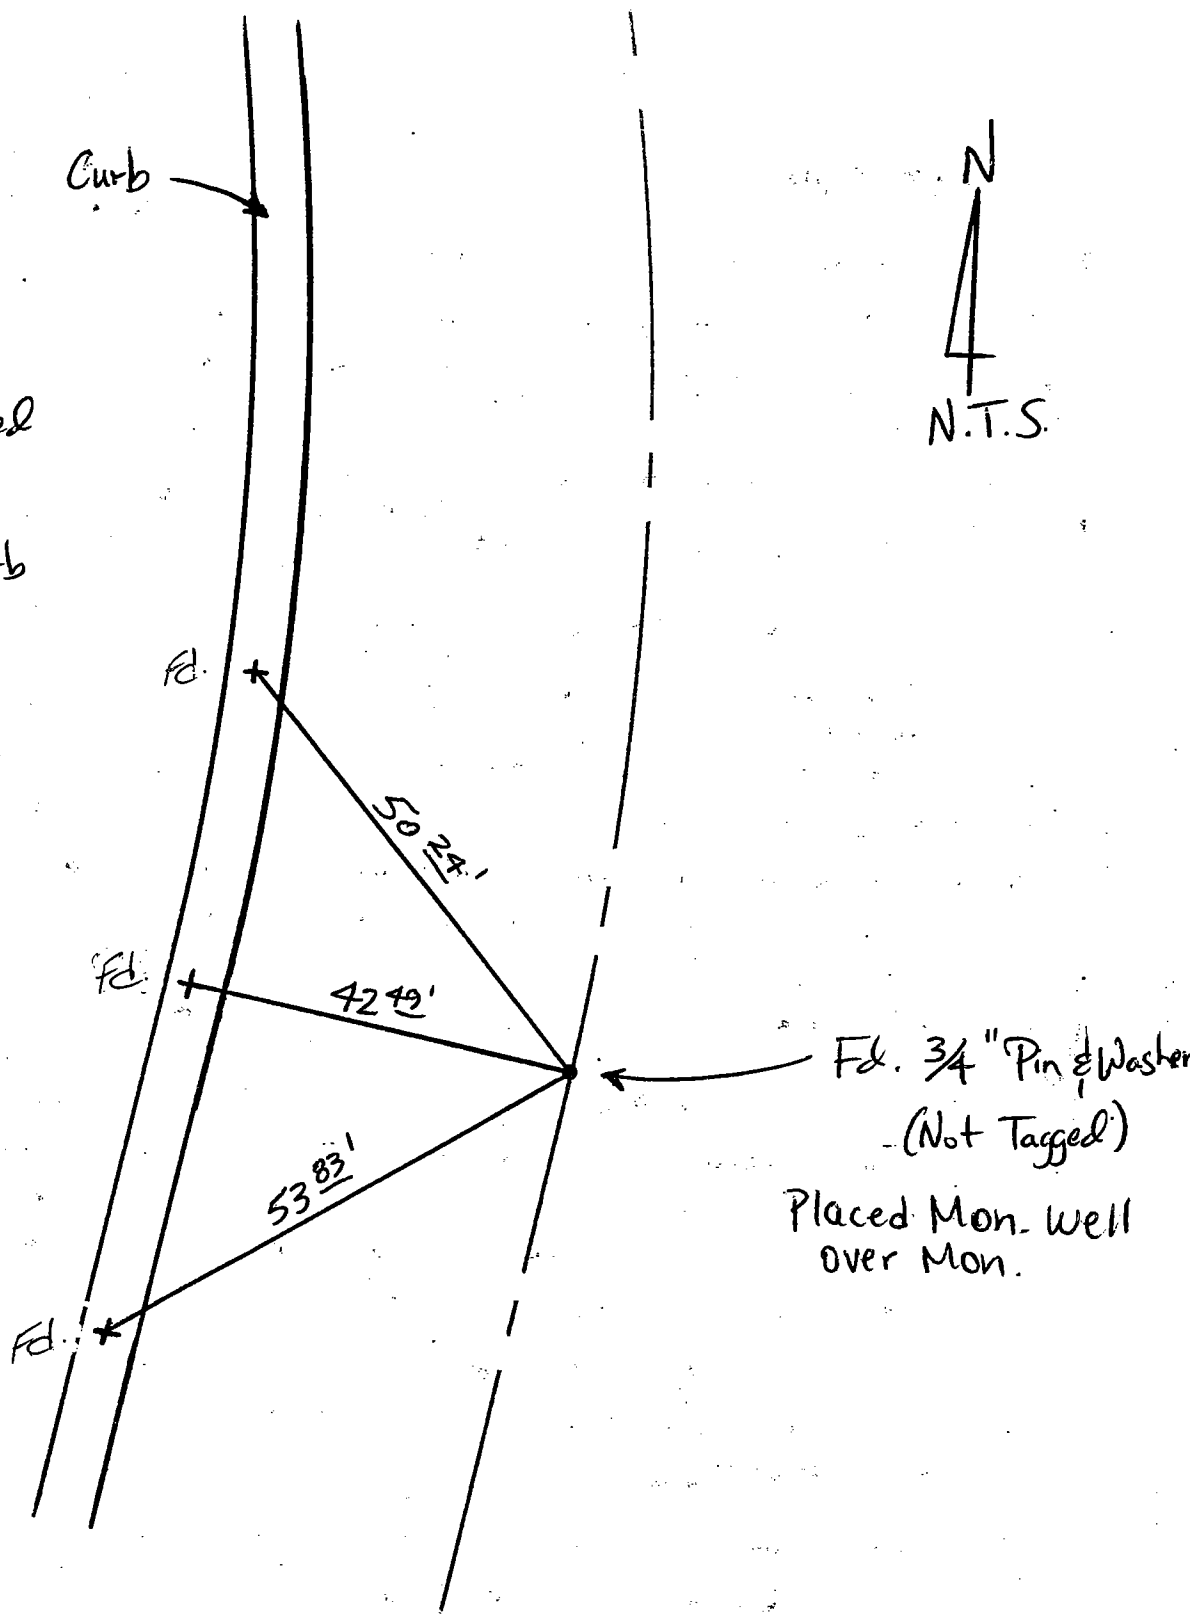 N
Curb
N.T.S.
Fd.
50 24'
Fd.
42 49'
Fd. 3/4" Pin & Washer
(Not Tagged)
53 83'
Placed Mon. Well
over Mon.
Fd.